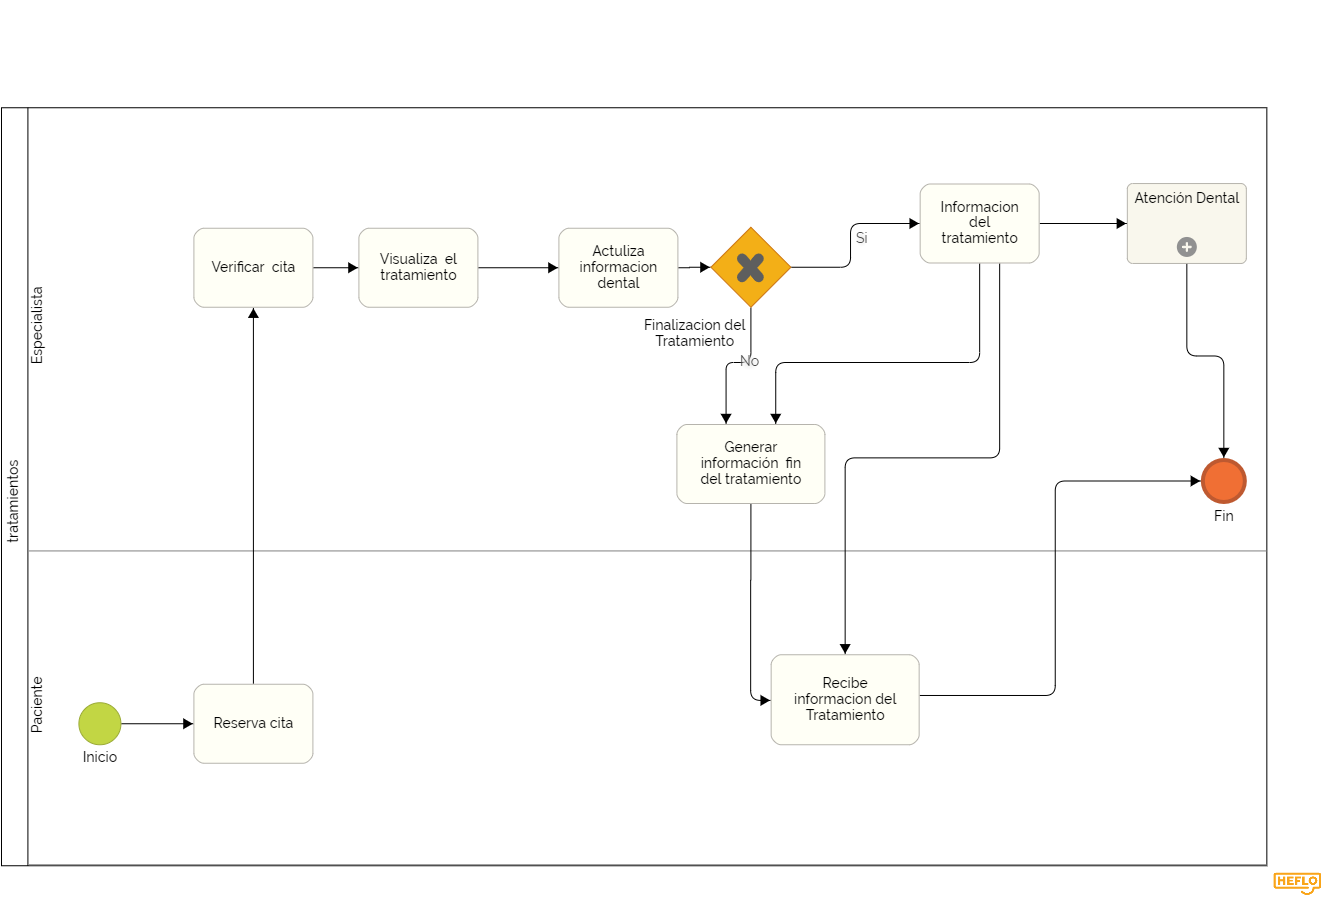 tratamientos
Especialista
Verificar cita
Visualiza el
tratamiento
Actuliza
informacion
dental
Finalizacion del
Tratamiento
Si
No
Informacion
del
tratamiento
Atención Dental
Generar
información fin
del tratamiento
Fin
Paciente
Inicio
Reserva cita
Recibe
informacion del
Tratamiento
HEFLO